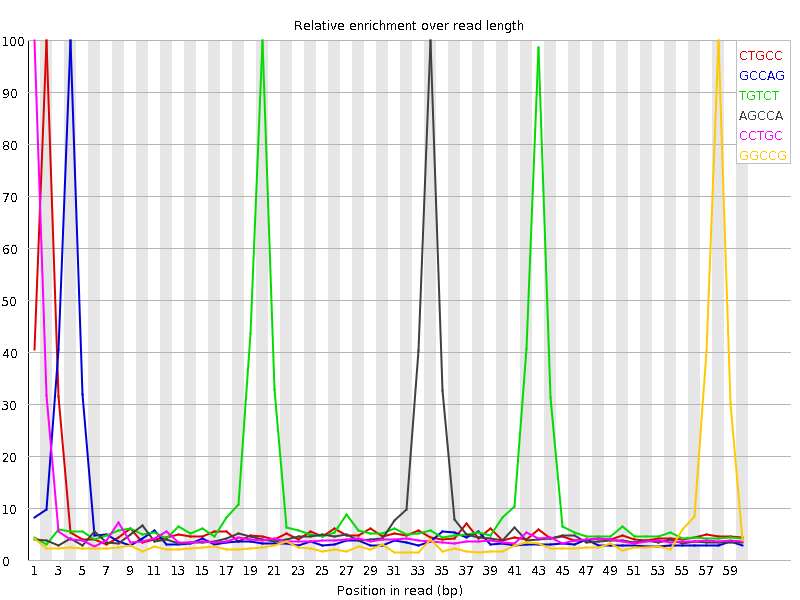 Relative enrichment over read length
100
90
80
70
60
50
40
30
20
10
0
CTGCC
GCCAG
TGTCT
AGCCA
CCTGC
GGCCG
1 3 5 7 9 11 13 15 17 19 21 23 25 27 29 31 33 35 37 39 41 43 45 47 49 51 53 55 57 59
Position in read (bp)